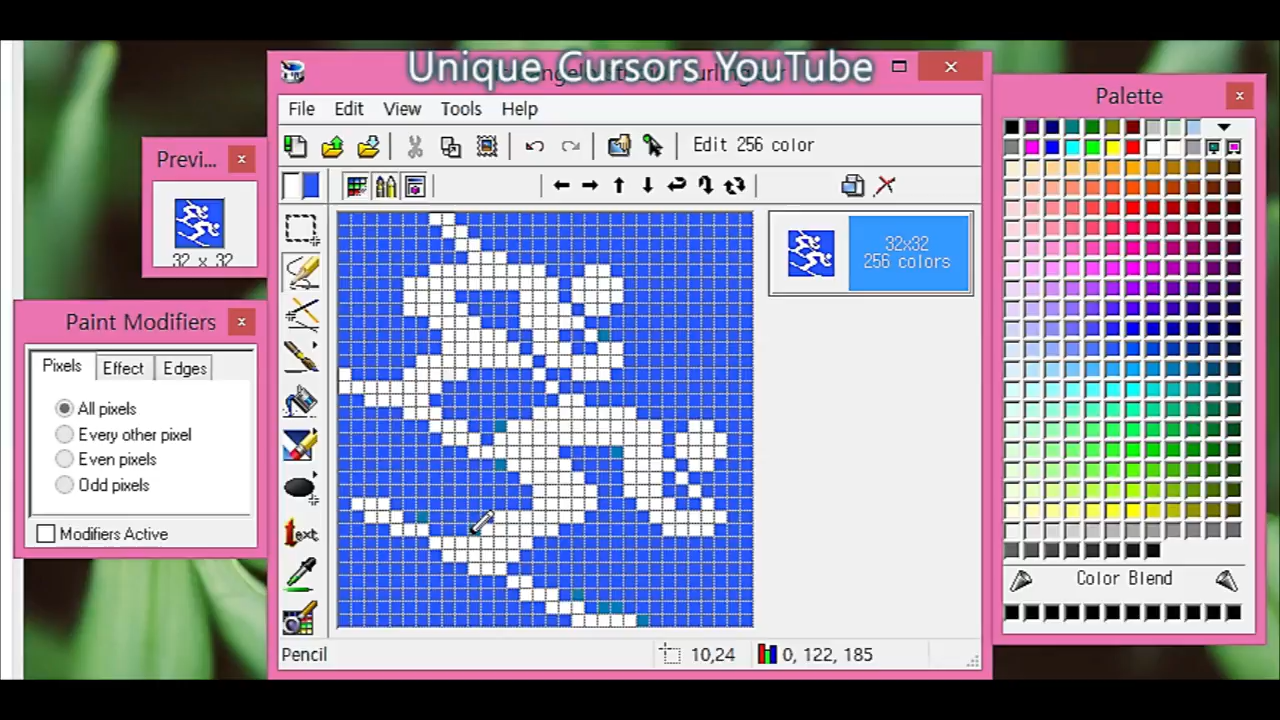 Unique Cursors YouTube
File Edit View Tools Help
Palette
Edit 256 color
Previ...
32 x 32
32x32
256 colors
Paint Modifiers
Pixels Effect Edges
All pixels
Every other pixel
Even pixels
Odd pixels
Modifiers Active
text
Color Blend
Pencil
10,24
0, 122, 185